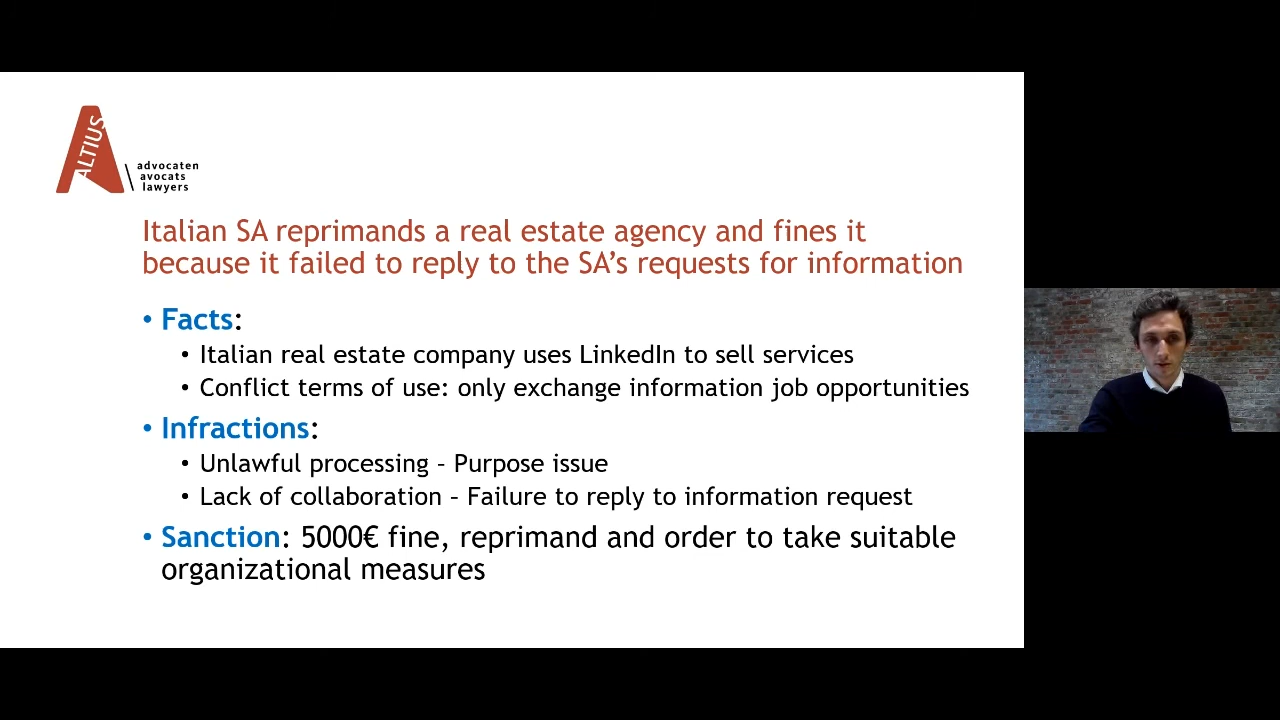 ALTIUS
advocaten
avocats
lawyers
Italian SA reprimands a real estate agency and fines it
because it failed to reply to the SA’s requests for information
• Facts:
• Italian real estate company uses LinkedIn to sell services
• Conflict terms of use: only exchange information job opportunities
• Infractions:
• Unlawful processing – Purpose issue
• Lack of collaboration – Failure to reply to information request
• Sanction: 5000€ fine, reprimand and order to take suitable
organizational measures